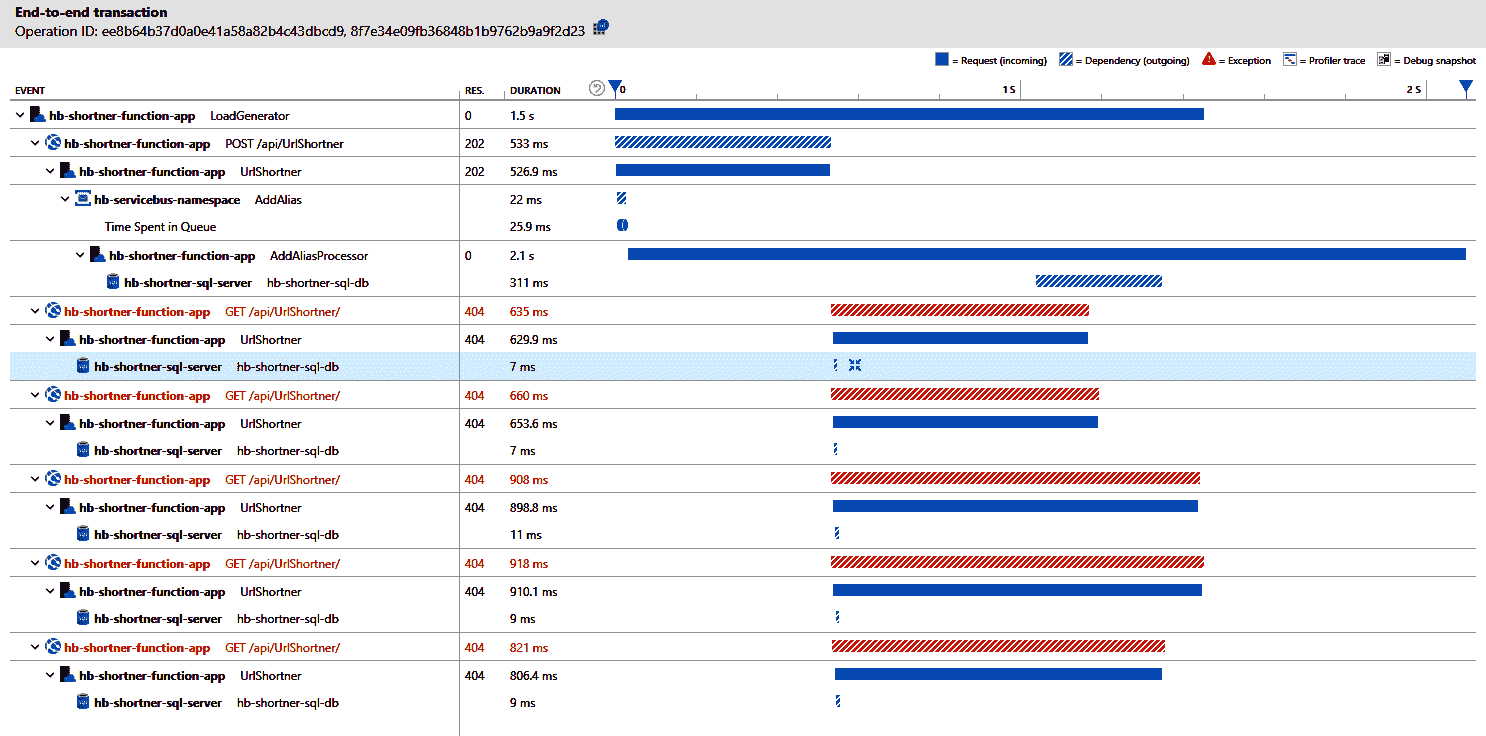 End-to-end transaction
Operation ID: ee8b64b37d0a0e41a58a82b4c43dbcd9, 8f7e34e09fb36848b1b9762b9a9f2d23
= Request (incoming) = Dependency (outgoing) = Exception = Profiler trace = Debug snapshot
EVENT RES. DURATION ? 0 1 S 2 S
hb-shortner-function-app LoadGenerator 0 1.5 s
hb-shortner-function-app POST /api/UrlShortner 202 533 ms
hb-shortner-function-app UrlShortner 202 526.9 ms
hb-servicebus-namespace AddAlias 22 ms
Time Spent in Queue 25.9 ms
hb-shortner-function-app AddAliasProcessor 0 2.1 s
hb-shortner-sql-server hb-shortner-sql-db 311 ms
hb-shortner-function-app GET /api/UrlShortner/ 404 635 ms
hb-shortner-function-app UrlShortner 404 629.9 ms
hb-shortner-sql-server hb-shortner-sql-db 7 ms
hb-shortner-function-app GET /api/UrlShortner/ 404 660 ms
hb-shortner-function-app UrlShortner 404 653.6 ms
hb-shortner-sql-server hb-shortner-sql-db 7 ms
hb-shortner-function-app GET /api/UrlShortner/ 404 908 ms
hb-shortner-function-app UrlShortner 404 898.8 ms
hb-shortner-sql-server hb-shortner-sql-db 11 ms
hb-shortner-function-app GET /api/UrlShortner/ 404 918 ms
hb-shortner-function-app UrlShortner 404 910.1 ms
hb-shortner-sql-server hb-shortner-sql-db 9 ms
hb-shortner-function-app GET /api/UrlShortner/ 404 821 ms
hb-shortner-function-app UrlShortner 404 806.4 ms
hb-shortner-sql-server hb-shortner-sql-db 9 ms